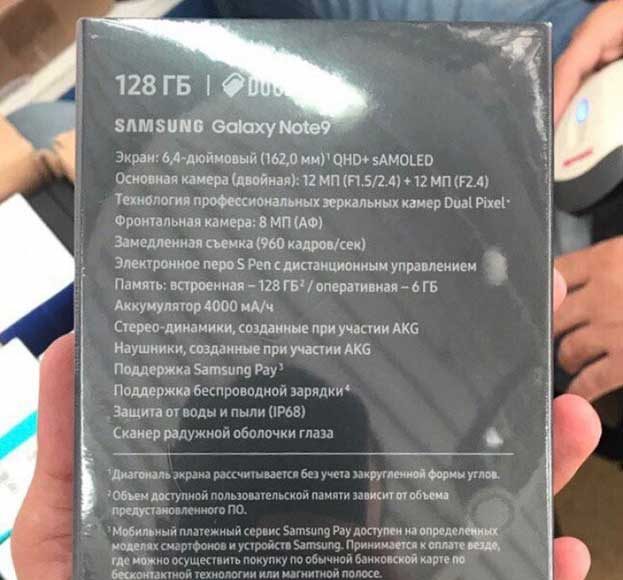 128 ГБ |
SAMSUNG Galaxy Note9
Экран: 6,4-дюймовый (162,0 мм)¹ QHD+ sAMOLED
Основная камера (двойная): 12 МП (F1.5/2.4) + 12 МП (F2.4)
Технология профессиональных зеркальных камер Dual Pixel*
Фронтальная камера: 8 МП (АФ)
Замедленная съемка (960 кадров/сек)
Электронное перо S Pen с дистанционным управлением
Память: встроенная – 128 ГБ² / оперативная – 6 ГБ
Аккумулятор 4000 мА/ч
Стерео-динамики, созданные при участии AKG
Наушники, созданные при участии AKG
Поддержка Samsung Pay³
Поддержка беспроводной зарядки⁴
Защита от воды и пыли (IP68)
Сканер радужной оболочки глаза
¹Диагональ экрана рассчитывается без учета закругленной формы углов.
²Объем доступной пользовательской памяти зависит от объема
предустановленного ПО.
³Мобильный платежный сервис Samsung Pay доступен на определенных
моделях смартфонов и устройств Samsung. Принимается к оплате везде,
где можно осуществить покупку по обычной банковской карте по
бесконтактной технологии или магнитной полосе.